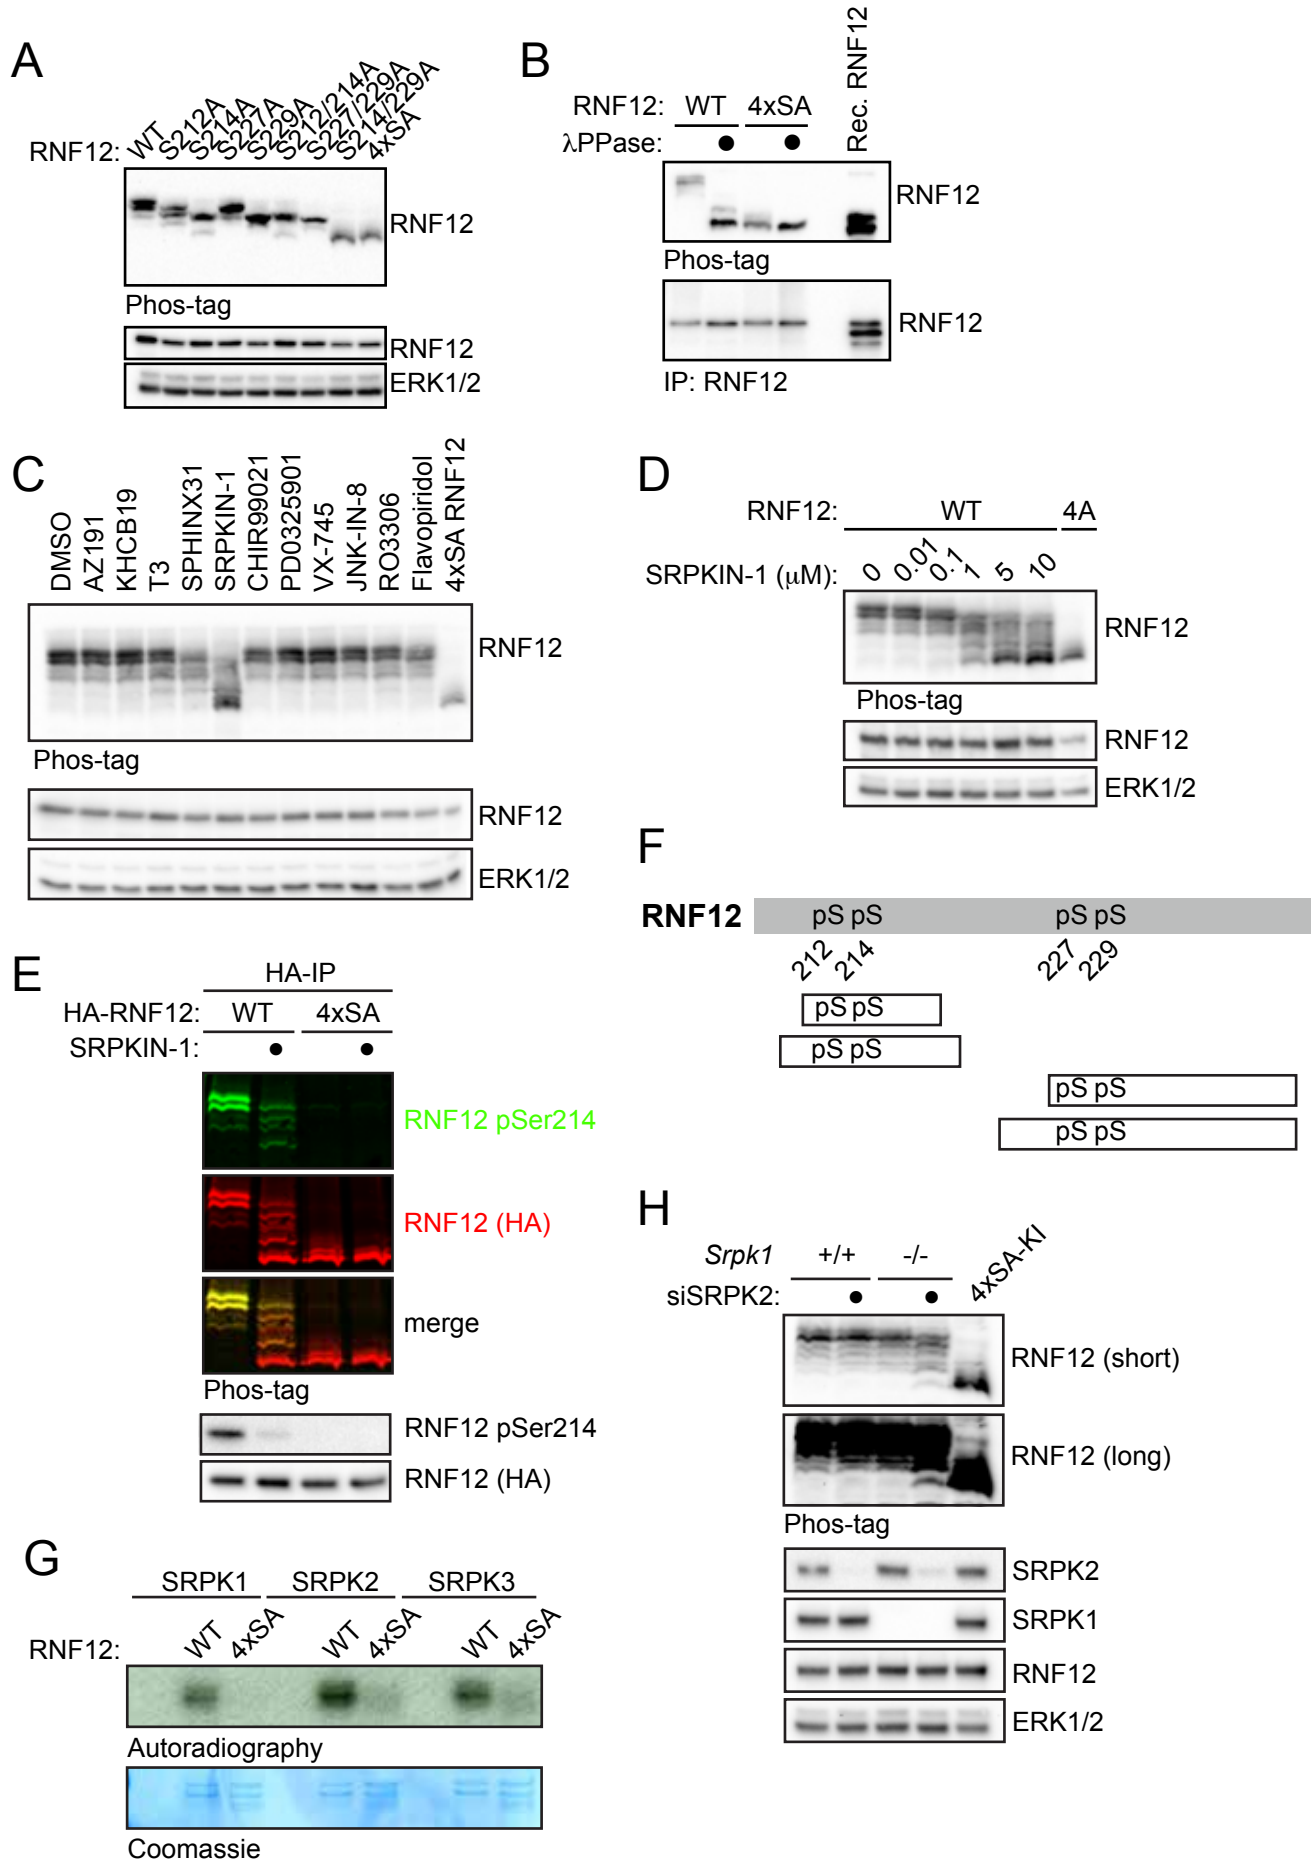 A
RNF12: WT S212A S214A S227A S229A S212/214A S227/229A S214/229A 4xSA
RNF12
Phos-tag
RNF12
ERK1/2
B
RNF12: WT 4xSA Rec. RNF12
λPPase: ● ●
RNF12
Phos-tag
RNF12
IP: RNF12
C
DMSO AZ191 KHCB19 T3 SPHINX31 SRPKIN-1 CHIR99021 PD0325901 VX-745 JNK-IN-8 RO3306 Flavopiridol 4xSA RNF12
RNF12
Phos-tag
RNF12
ERK1/2
D
RNF12: WT 4A
SRPKIN-1 (μM): 0 0.01 0.1 1 5 10
RNF12
Phos-tag
RNF12
ERK1/2
E
HA-IP
HA-RNF12: WT 4xSA
SRPKIN-1: ● ●
RNF12 pSer214
RNF12 (HA)
merge
Phos-tag
RNF12 pSer214
RNF12 (HA)
F
RNF12 pS pS pS pS
212 214 227 229
pS pS
pS pS
pS pS
pS pS
G
SRPK1 SRPK2 SRPK3
RNF12: WT 4xSA WT 4xSA WT 4xSA
Autoradiography
Coomassie
H
Srpk1 +/+ -/- 4xSA-KI
siSRPK2: ● ●
RNF12 (short)
RNF12 (long)
Phos-tag
SRPK2
SRPK1
RNF12
ERK1/2